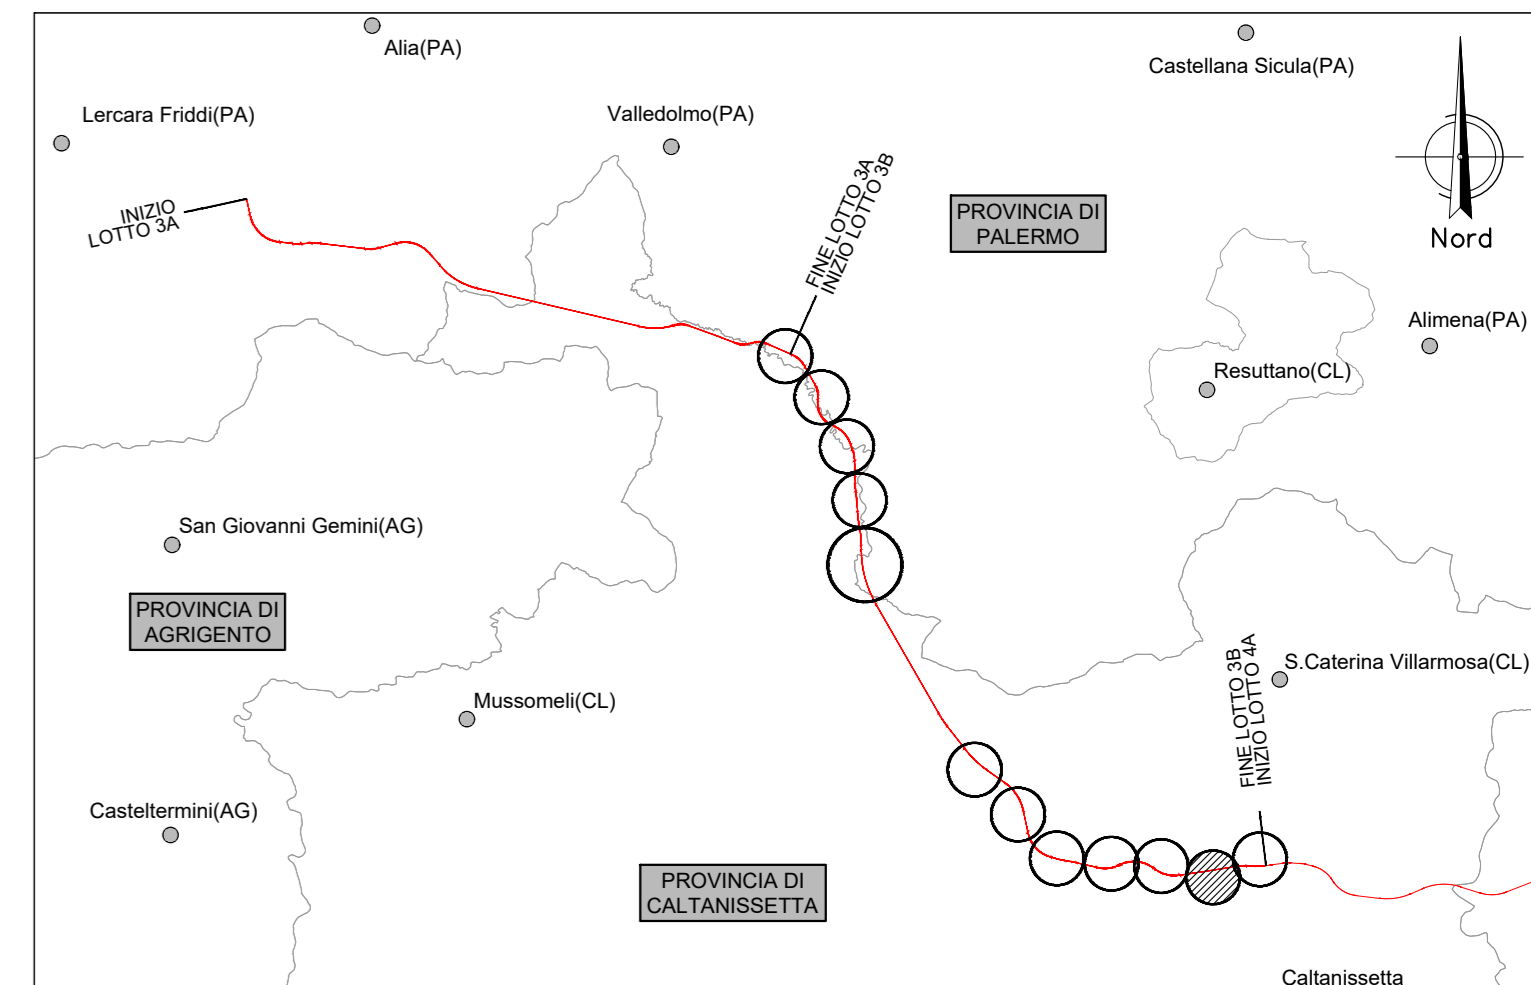 Alia(PA)
Castellana Sicula(PA)
Lercara Friddi(PA)
Valledolmo(PA)
INIZIO
LOTTO 3A
FINE LOTTO 3A
INIZIO LOTTO 3B
PROVINCIA DI
PALERMO
Nord
Alimena(PA)
Resuttano(CL)
San Giovanni Gemini(AG)
PROVINCIA DI
AGRIGENTO
FINE LOTTO 3B
INIZIO LOTTO 4A
S.Caterina Villarmosa(CL)
Mussomeli(CL)
Casteltermini(AG)
PROVINCIA DI
CALTANISSETTA
Caltanissetta